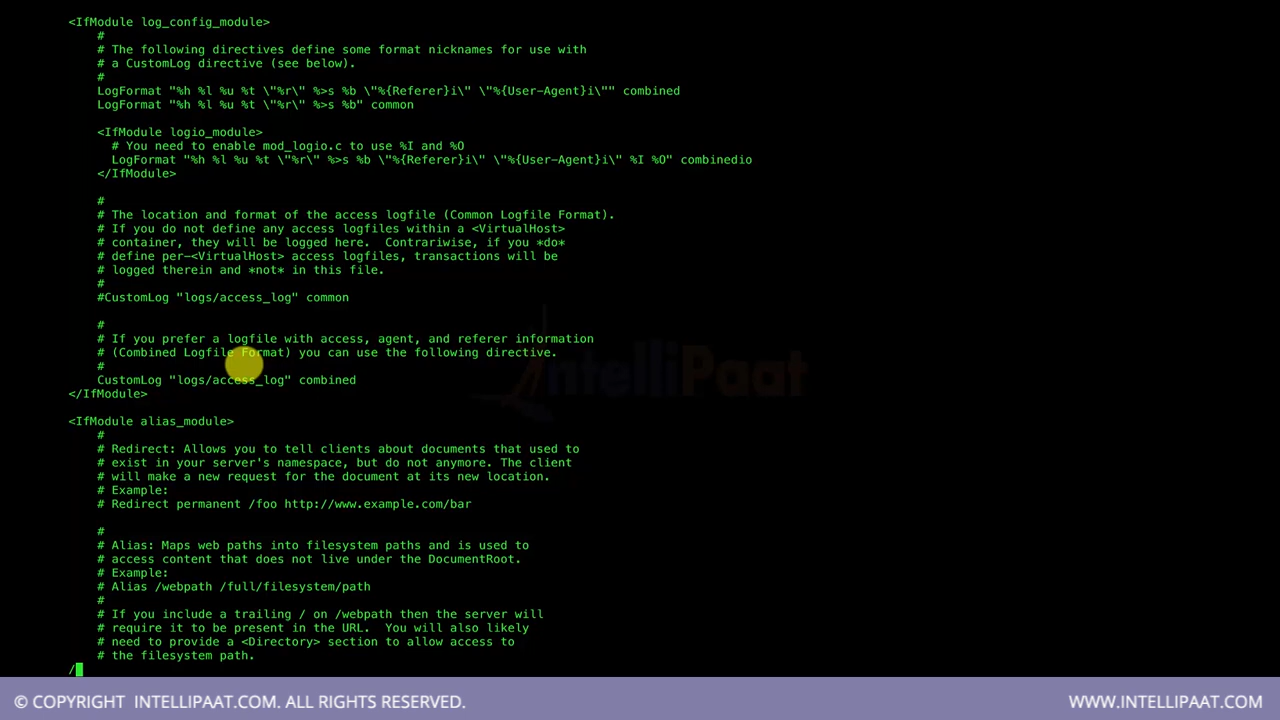 <IfModule log_config_module>
#
# The following directives define some format nicknames for use with
# a CustomLog directive (see below).
#
LogFormat "%h %l %u %t \"%r\" %>s %b \"%{Referer}i\" \"%{User-Agent}i\"" combined
LogFormat "%h %l %u %t \"%r\" %>s %b" common
<IfModule logio_module>
# You need to enable mod_logio.c to use %I and %O
LogFormat "%h %l %u %t \"%r\" %>s %b \"%{Referer}i\" \"%{User-Agent}i\" %I %O" combinedio
</IfModule>
#
# The location and format of the access logfile (Common Logfile Format).
# If you do not define any access logfiles within a <VirtualHost>
# container, they will be logged here.  Contrariwise, if you *do*
# define per-<VirtualHost> access logfiles, transactions will be
# logged therein and *not* in this file.
#
#CustomLog "logs/access_log" common
#
# If you prefer a logfile with access, agent, and referer information
# (Combined Logfile Format) you can use the following directive.
#
CustomLog "logs/access_log" combined
</IfModule>
IntelliPaat
<IfModule alias_module>
#
# Redirect: Allows you to tell clients about documents that used to
# exist in your server's namespace, but do not anymore. The client
# will make a new request for the document at its new location.
# Example:
# Redirect permanent /foo http://www.example.com/bar
#
# Alias: Maps web paths into filesystem paths and is used to
# access content that does not live under the DocumentRoot.
# Example:
# Alias /webpath /full/filesystem/path
#
# If you include a trailing / on /webpath then the server will
# require it to be present in the URL.  You will also likely
# need to provide a <Directory> section to allow access to
# the filesystem path.
/
© COPYRIGHT INTELLIPAAT.COM. ALL RIGHTS RESERVED.
WWW.INTELLIPAAT.COM